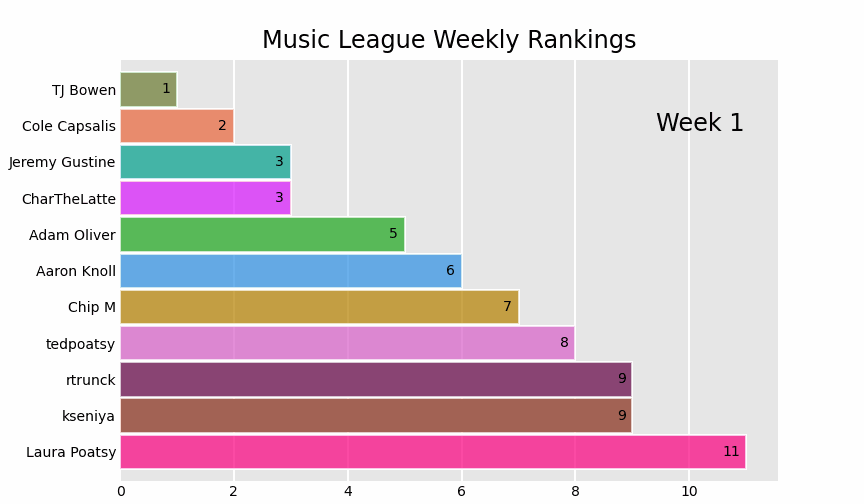 Music League Weekly Rankings
Week 1
TJ Bowen 1
Cole Capsalis 2
Jeremy Gustine 3
CharTheLatte 3
Adam Oliver 5
Aaron Knoll 6
Chip M 7
tedpoatsy 8
rtrunck 9
kseniya 9
Laura Poatsy 11
0 2 4 6 8 10